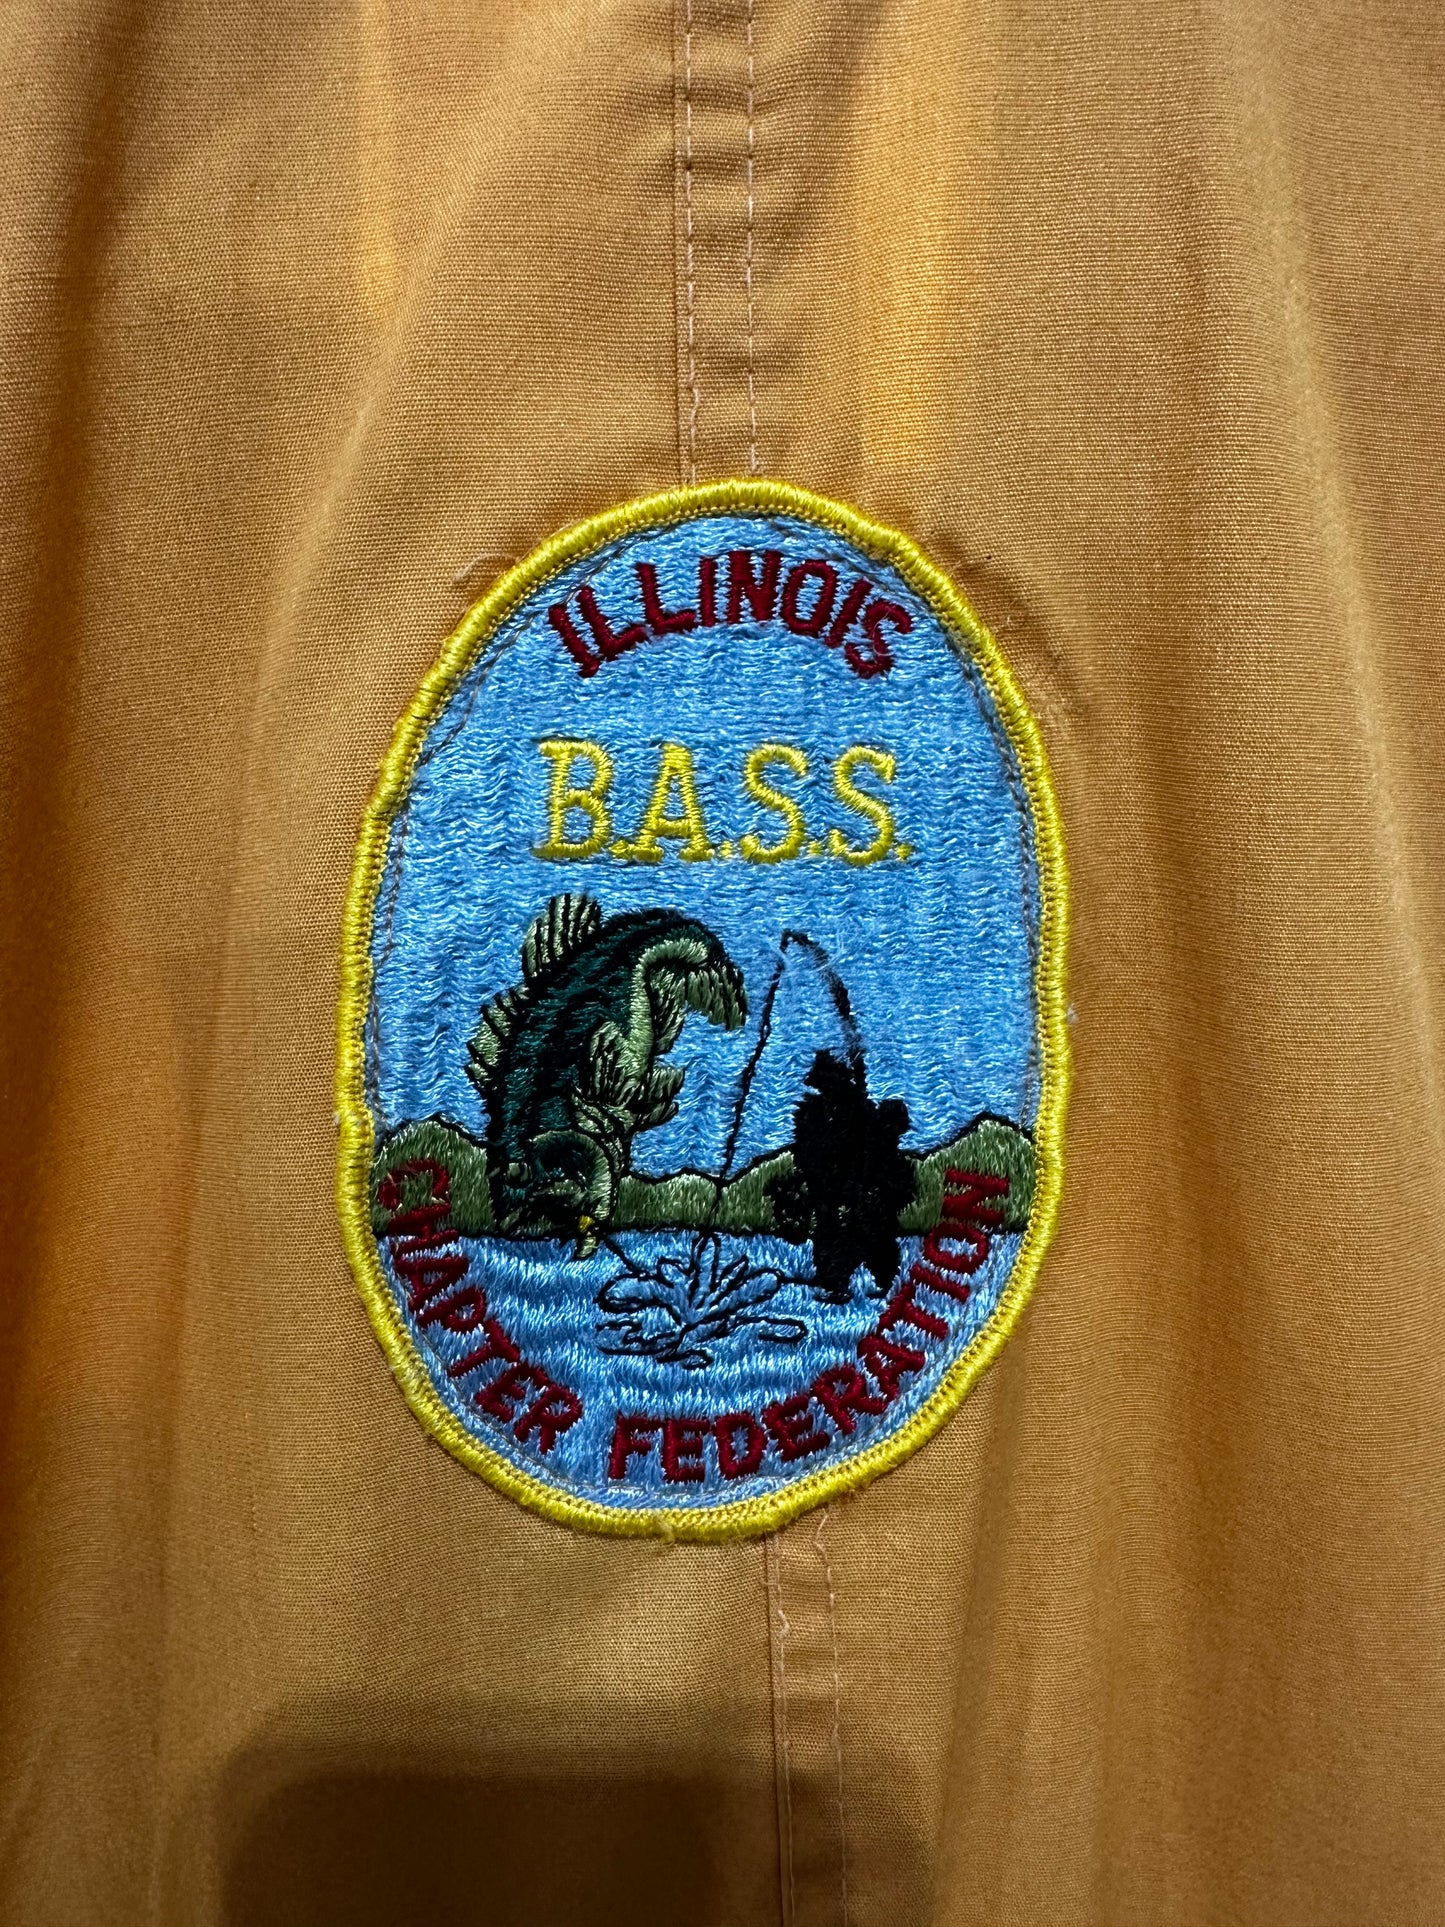 ILLINOIS
B.A.S.S.
CHAPTER FEDERATION